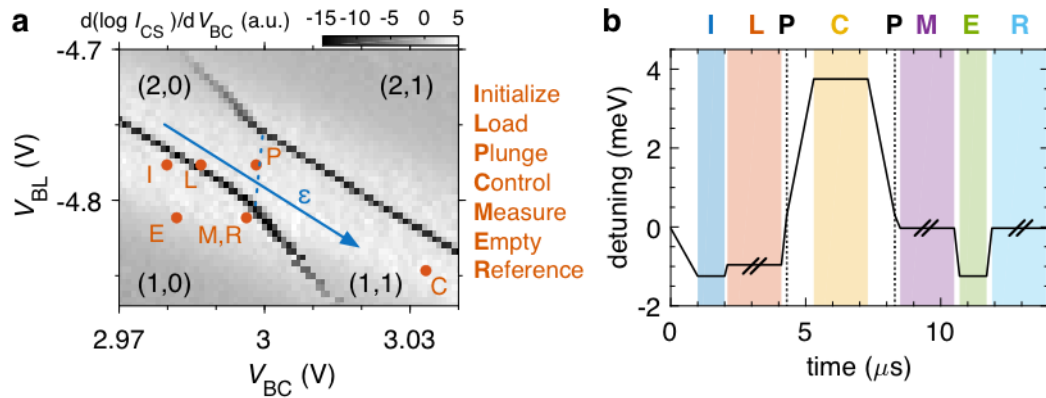 a
d(log I_CS)/d V_BC (a.u.)
-15 -10 -5 0 5
-4.7
-4.8
V_BL (V)
(2,0)
(2,1)
(1,0)
(1,1)
I
L
P
ε
E
M,R
C
2.97 3 3.03
V_BC (V)
Initialize
Load
Plunge
Control
Measure
Empty
Reference
b
I L P C P M E R
detuning (meV)
4
2
0
-2
0 5 10
time (μs)